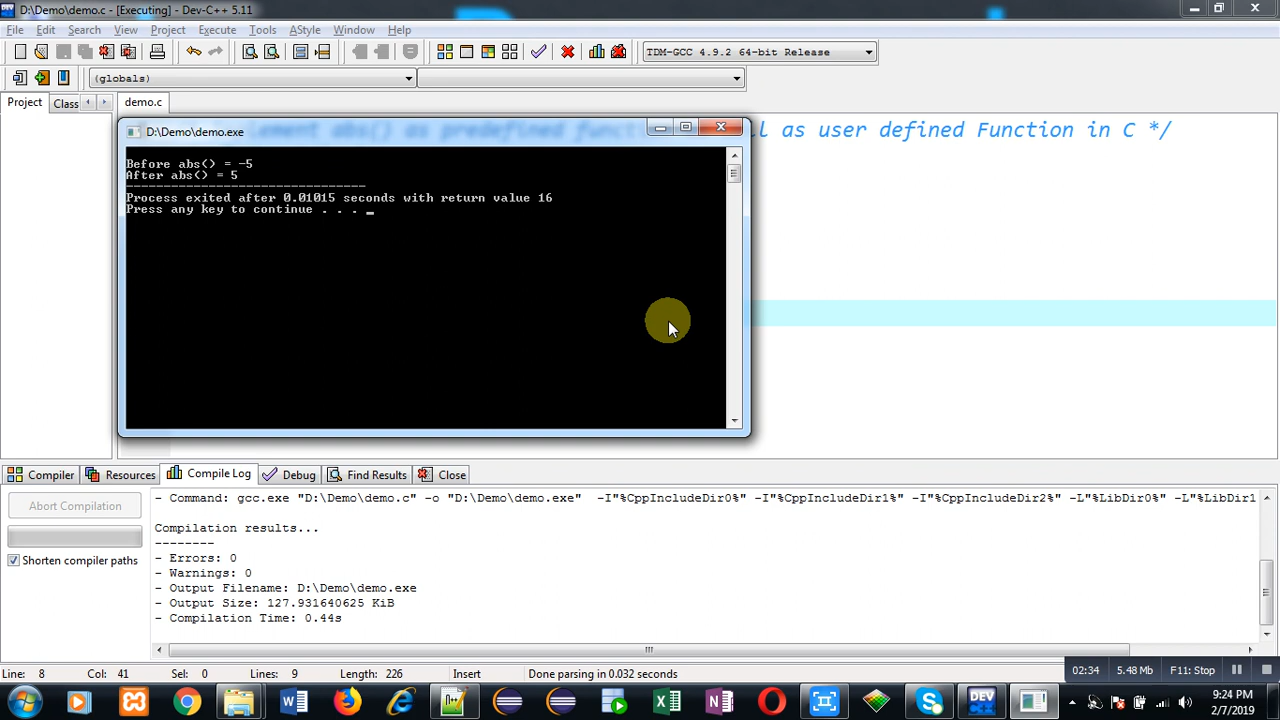 D:\Demo\demo.c - [Executing] - Dev-C++ 5.11
File Edit Search View Project Execute Tools AStyle Window Help
TDM-GCC 4.9.2 64-bit Release
(globals)
Project Class demo.c
D:\Demo\demo.exe
as user defined Function in C */
Before abs() = -5
After abs() = 5
--------------------------------
Process exited after 0.01015 seconds with return value 16
Press any key to continue . . . _
Compiler Resources Compile Log Debug Find Results Close
Abort Compilation
Shorten compiler paths
- Command: gcc.exe "D:\Demo\demo.c" -o "D:\Demo\demo.exe" -I"%CppIncludeDir0%" -I"%CppIncludeDir1%" -I"%CppIncludeDir2%" -L"%LibDir0%" -L"%LibDir1
Compilation results...
--------
- Errors: 0
- Warnings: 0
- Output Filename: D:\Demo\demo.exe
- Output Size: 127.931640625 KiB
- Compilation Time: 0.44s
Line: 8 Col: 41 Sel: 0 Lines: 9 Length: 226 Insert Done parsing in 0.032 seconds
02:34 5.48 Mb F11: Stop
9:24 PM
2/7/2019